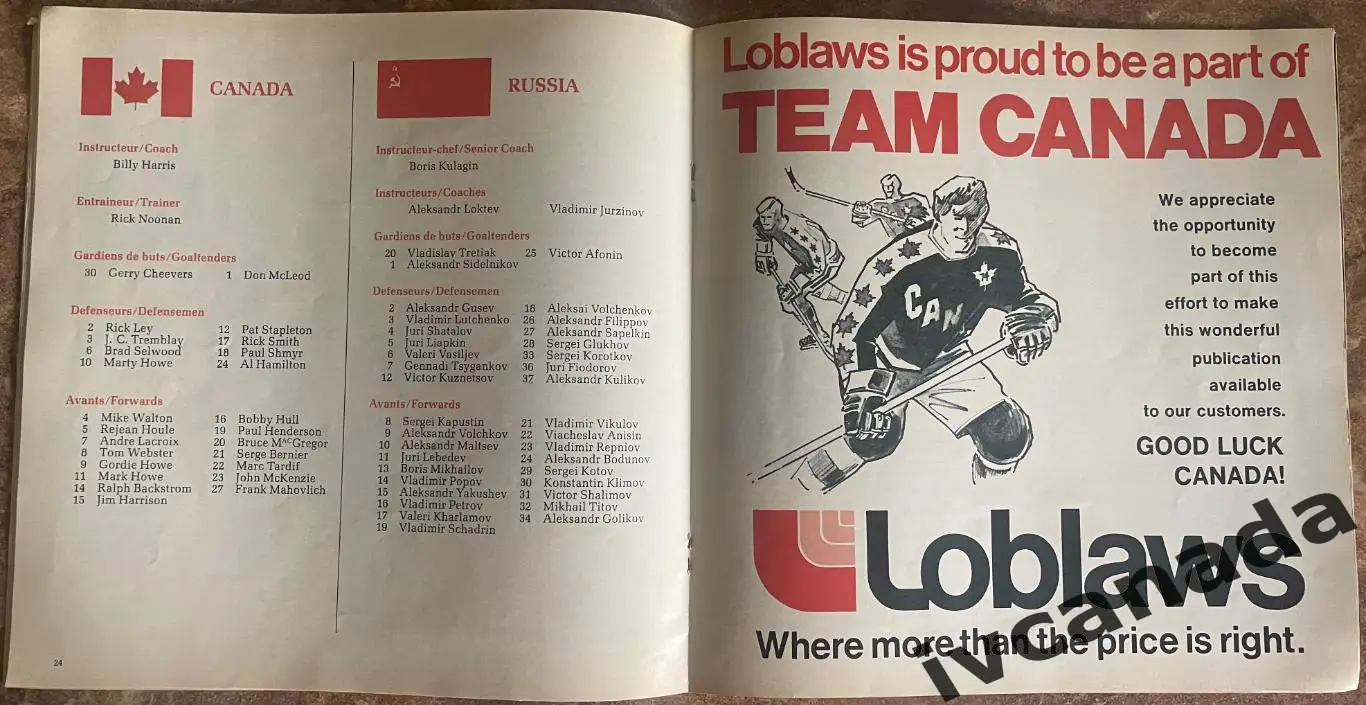 CANADA
Instructeur/Coach
Billy Harris
Entraineur/Trainer
Rick Noonan
Gardiens de buts/Goaltenders
30 Gerry Cheevers 1 Don McLeod
Defenseurs/Defensemen
2 Rick Ley 12 Pat Stapleton
3 J. C. Tremblay 17 Rick Smith
6 Brad Selwood 18 Paul Shmyr
10 Marty Howe 24 Al Hamilton
Avants/Forwards
4 Mike Walton 16 Bobby Hull
5 Rejean Houle 19 Paul Henderson
7 Andre Lacroix 20 Bruce MacGregor
8 Tom Webster 21 Serge Bernier
9 Gordie Howe 22 Marc Tardif
11 Mark Howe 23 John McKenzie
14 Ralph Backstrom 27 Frank Mahovlich
15 Jim Harrison
24
RUSSIA
Instructeur-chef/Senior Coach
Boris Kulagin
Instructeurs/Coaches
Aleksandr Loktev Vladimir Jurzinov
Gardiens de buts/Goaltenders
20 Vladislav Tretiak 25 Victor Afonin
1 Aleksandr Sidelnikov
Defenseurs/Defensemen
2 Aleksandr Gusev 18 Aleksai Volchenkov
3 Vladimir Lutchenko 26 Aleksandr Filippov
4 Juri Shatalov 27 Aleksandr Sapelkin
5 Juri Liapkin 28 Sergei Glukhov
6 Valeri Vasiljev 33 Sergei Korotkov
7 Gennadi Tsygankov 36 Juri Fiodorov
12 Victor Kuznetsov 37 Aleksandr Kulikov
Avants/Forwards
8 Sergei Kapustin 21 Vladimir Vikulov
9 Aleksandr Volchkov 22 Viacheslav Anisin
10 Aleksandr Maltsev 23 Vladimir Repniov
11 Juri Lebedev 24 Aleksandr Bodunov
13 Boris Mikhailov 29 Sergei Kotov
14 Vladimir Popov 30 Konstantin Klimov
15 Aleksandr Yakushev 31 Victor Shalimov
16 Vladimir Petrov 32 Mikhail Titov
17 Valeri Kharlamov 34 Aleksandr Golikov
19 Vladimir Schadrin
Loblaws is proud to be a part of
TEAM CANADA
74
CAN
We appreciate
the opportunity
to become
part of this
effort to make
this wonderful
publication
available
to our customers.
GOOD LUCK
CANADA!
Loblaws
Where more than the price is right.
ivcanada